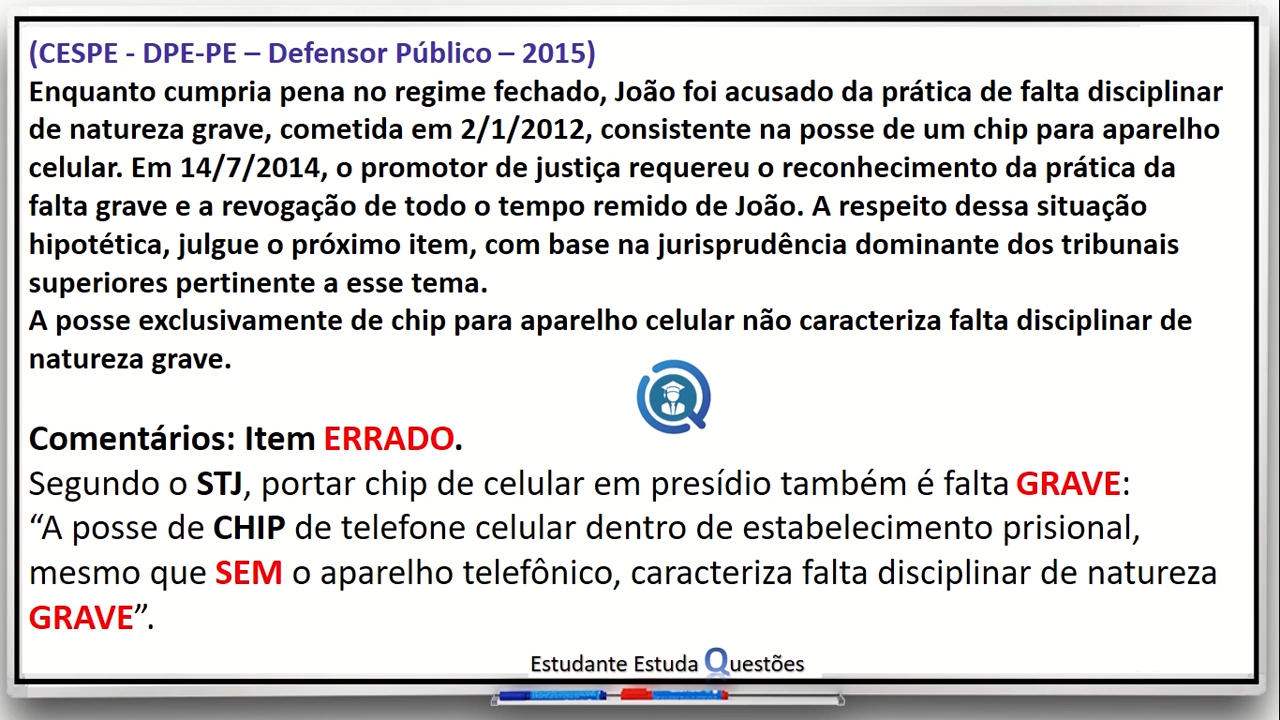 (CESPE - DPE-PE – Defensor Público – 2015)
Enquanto cumpria pena no regime fechado, João foi acusado da prática de falta disciplinar
de natureza grave, cometida em 2/1/2012, consistente na posse de um chip para aparelho
celular. Em 14/7/2014, o promotor de justiça requereu o reconhecimento da prática da
falta grave e a revogação de todo o tempo remido de João. A respeito dessa situação
hipotética, julgue o próximo item, com base na jurisprudência dominante dos tribunais
superiores pertinente a esse tema.
A posse exclusivamente de chip para aparelho celular não caracteriza falta disciplinar de
natureza grave.
Comentários: Item ERRADO.
Segundo o STJ, portar chip de celular em presídio também é falta GRAVE:
“A posse de CHIP de telefone celular dentro de estabelecimento prisional,
mesmo que SEM o aparelho telefônico, caracteriza falta disciplinar de natureza
GRAVE”.
Estudante Estuda Questões